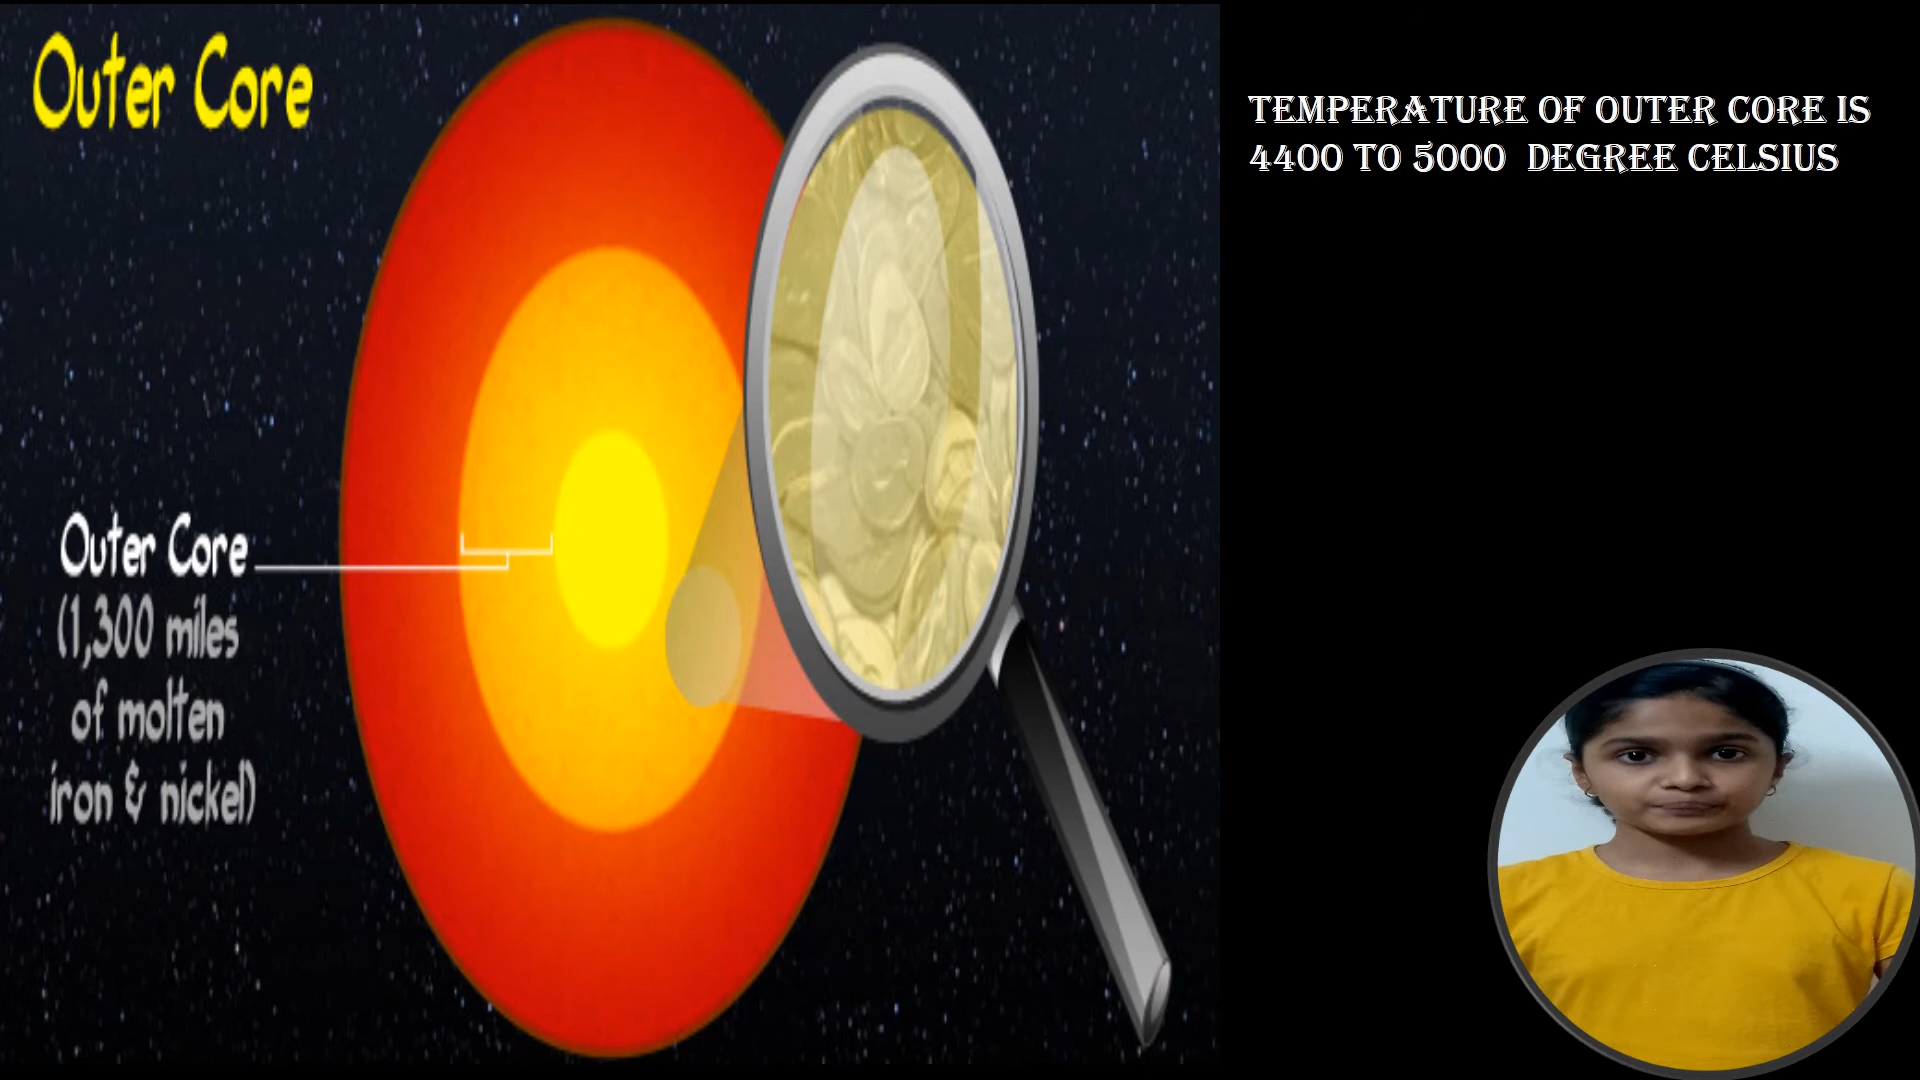 Outer Core
TEMPERATURE OF OUTER CORE IS
4400 TO 5000 DEGREE CELSIUS
Outer Core
(1,300 miles
of molten
iron & nickel)